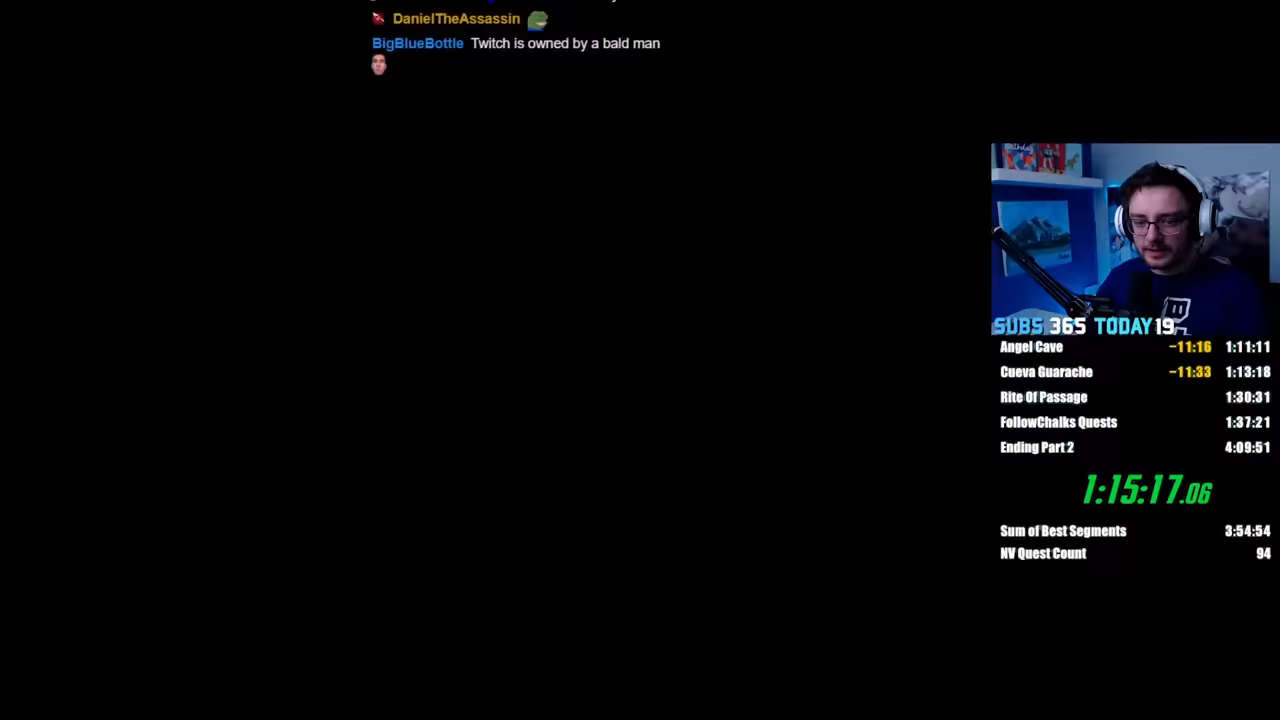 DanielTheAssassin
BigBlueBottle Twitch is owned by a bald man
SUBS 365 TODAY 19
Angel Cave -11:16 1:11:11
Cueva Guarache -11:33 1:13:18
Rite Of Passage 1:30:31
FollowChalks Quests 1:37:21
Ending Part 2 4:09:51
1:15:17.06
Sum of Best Segments 3:54:54
NV Quest Count 94